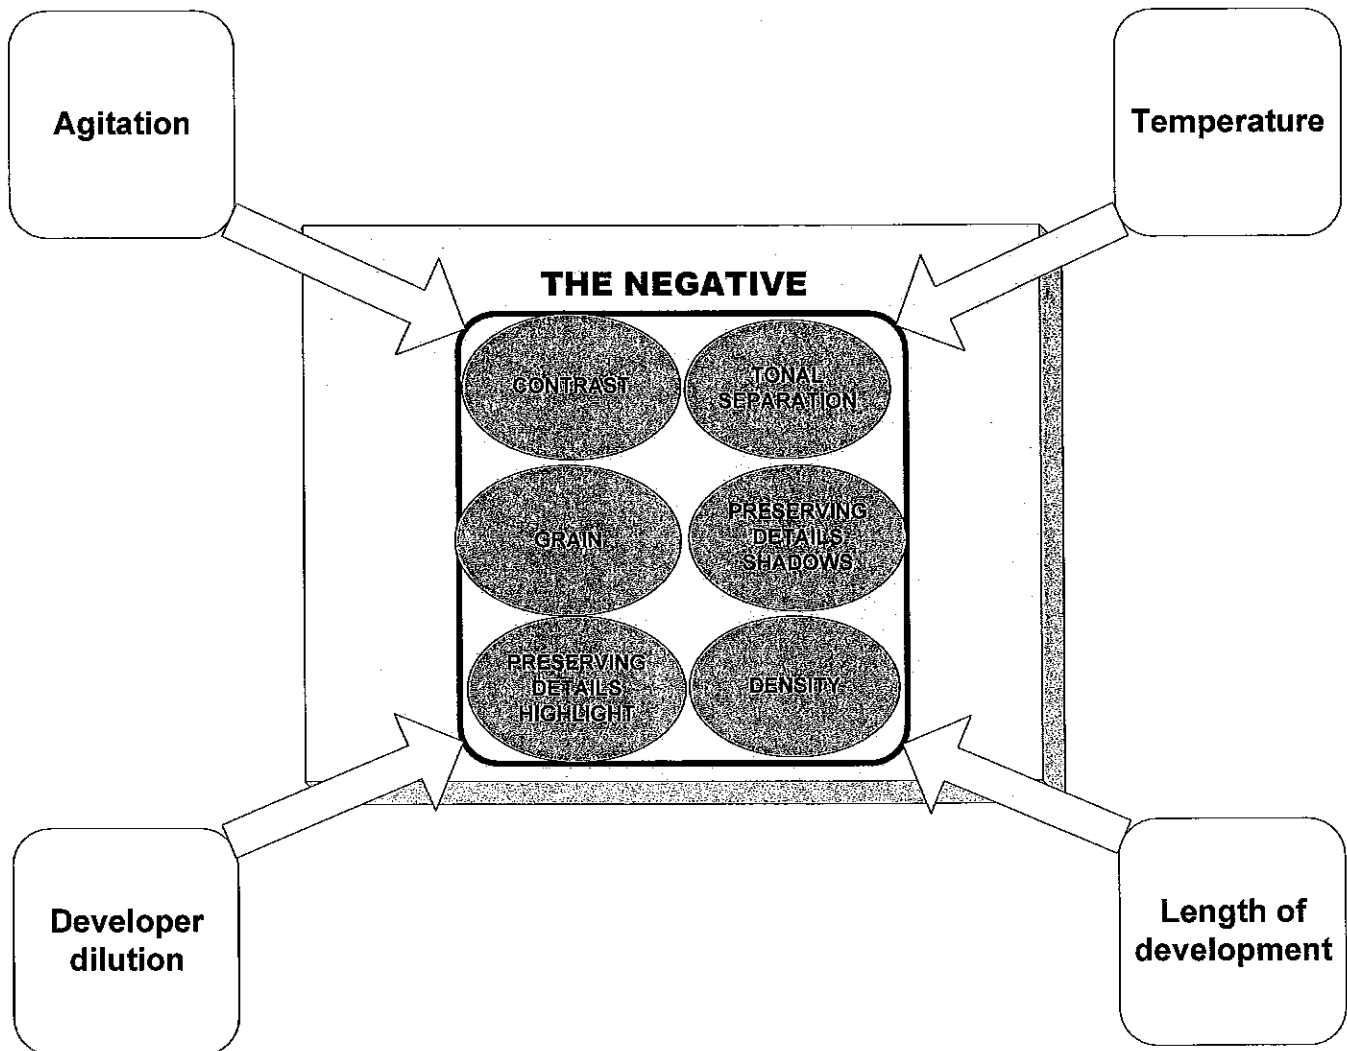 Agitation
Temperature
THE NEGATIVE
CONTRAST
TONAL
SEPARATION
GRAIN
PRESERVING
DETAILS
SHADOWS
PRESERVING
DETAILS
HIGHLIGHT
DENSITY
Developer
dilution
Length of
development